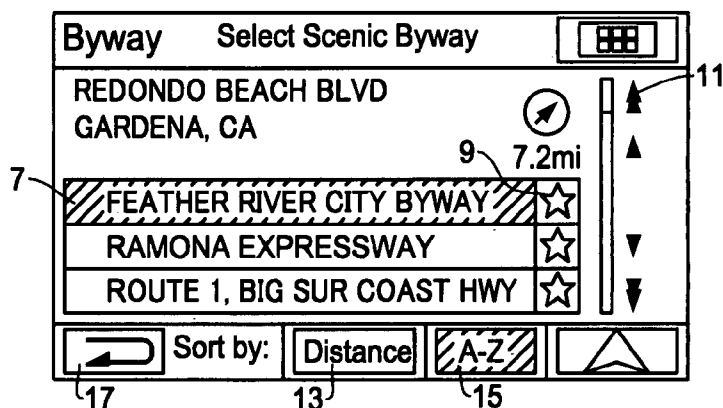 Byway Select Scenic Byway
REDONDO BEACH BLVD
GARDENA, CA
11
7
9
7.2mi
FEATHER RIVER CITY BYWAY
RAMONA EXPRESSWAY
ROUTE 1, BIG SUR COAST HWY
Sort by: Distance A-Z
17
13
15